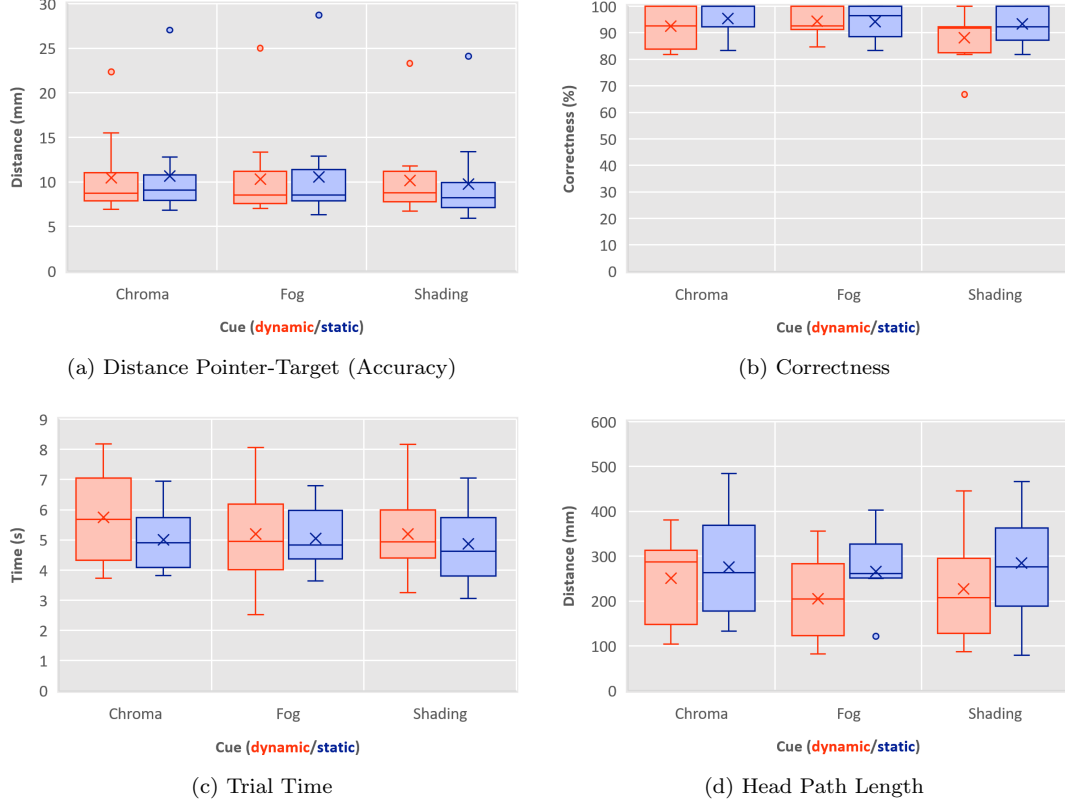 30
25
20
15
10
5
0
Distance (mm)
Chroma Fog Shading
Cue (dynamic/static)
(a) Distance Pointer-Target (Accuracy)
100
90
80
70
60
50
40
30
20
10
0
Correctness (%)
Chroma Fog Shading
Cue (dynamic/static)
(b) Correctness
9
8
7
6
5
4
3
2
1
0
Time (s)
Chroma Fog Shading
Cue (dynamic/static)
(c) Trial Time
600
500
400
300
200
100
0
Distance (mm)
Chroma Fog Shading
Cue (dynamic/static)
(d) Head Path Length